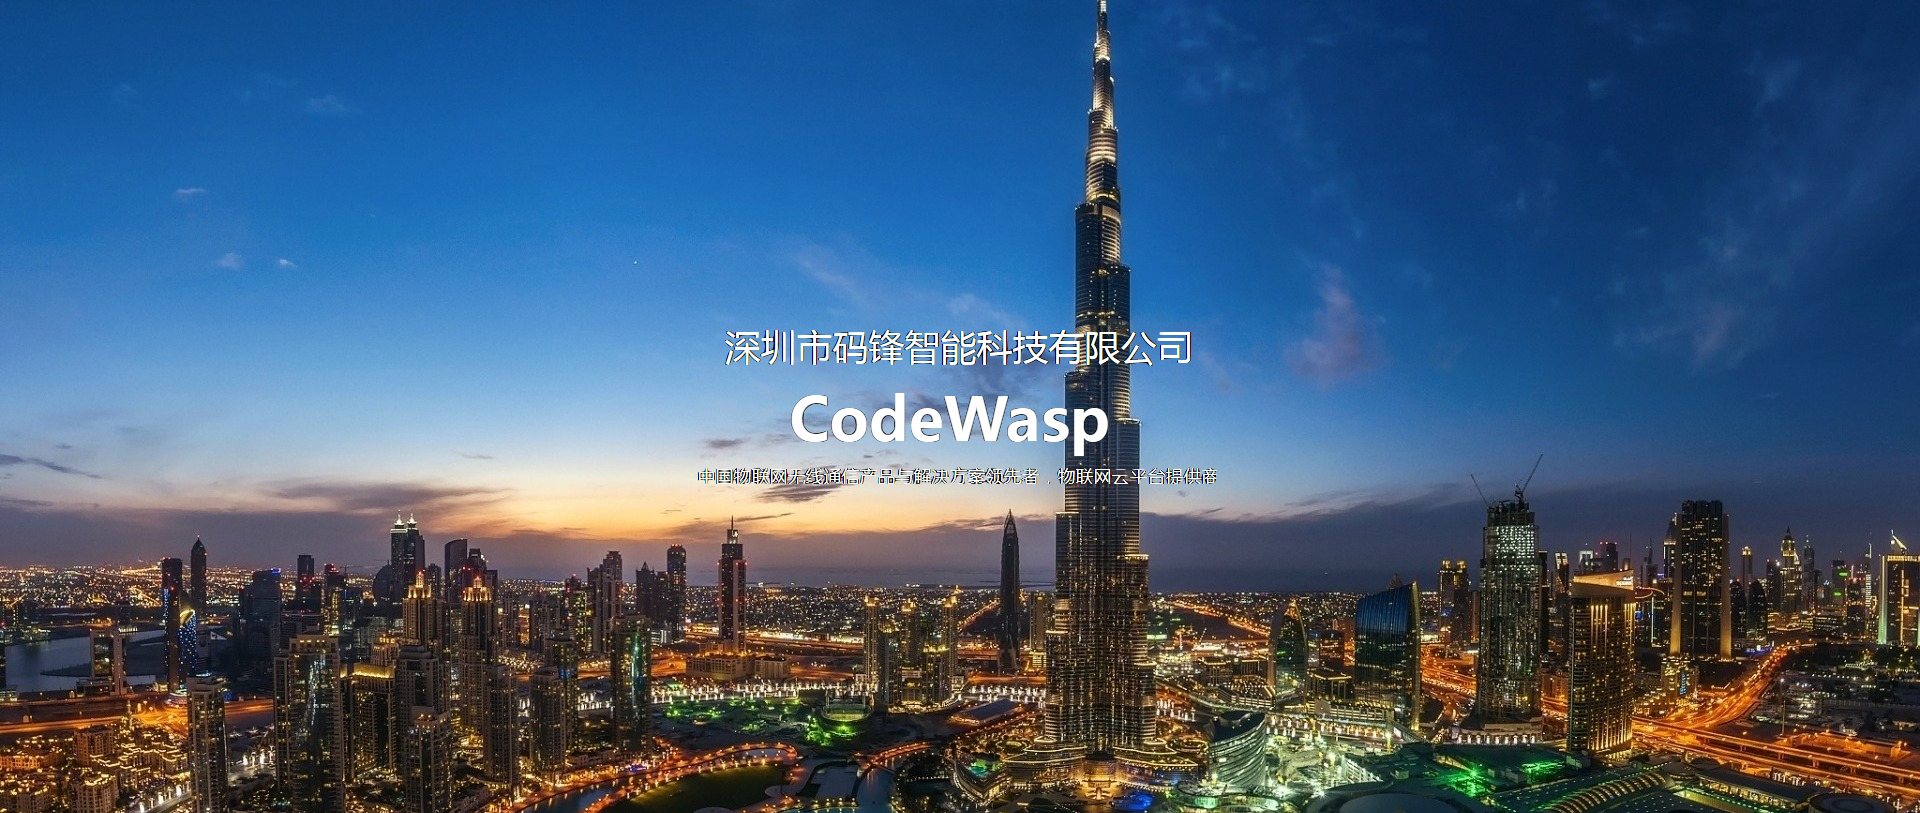 深圳市码锋智能科技有限公司
CodeWasp
中国物联网无线通信产品与解决方案领先者，物联网云平台提供商